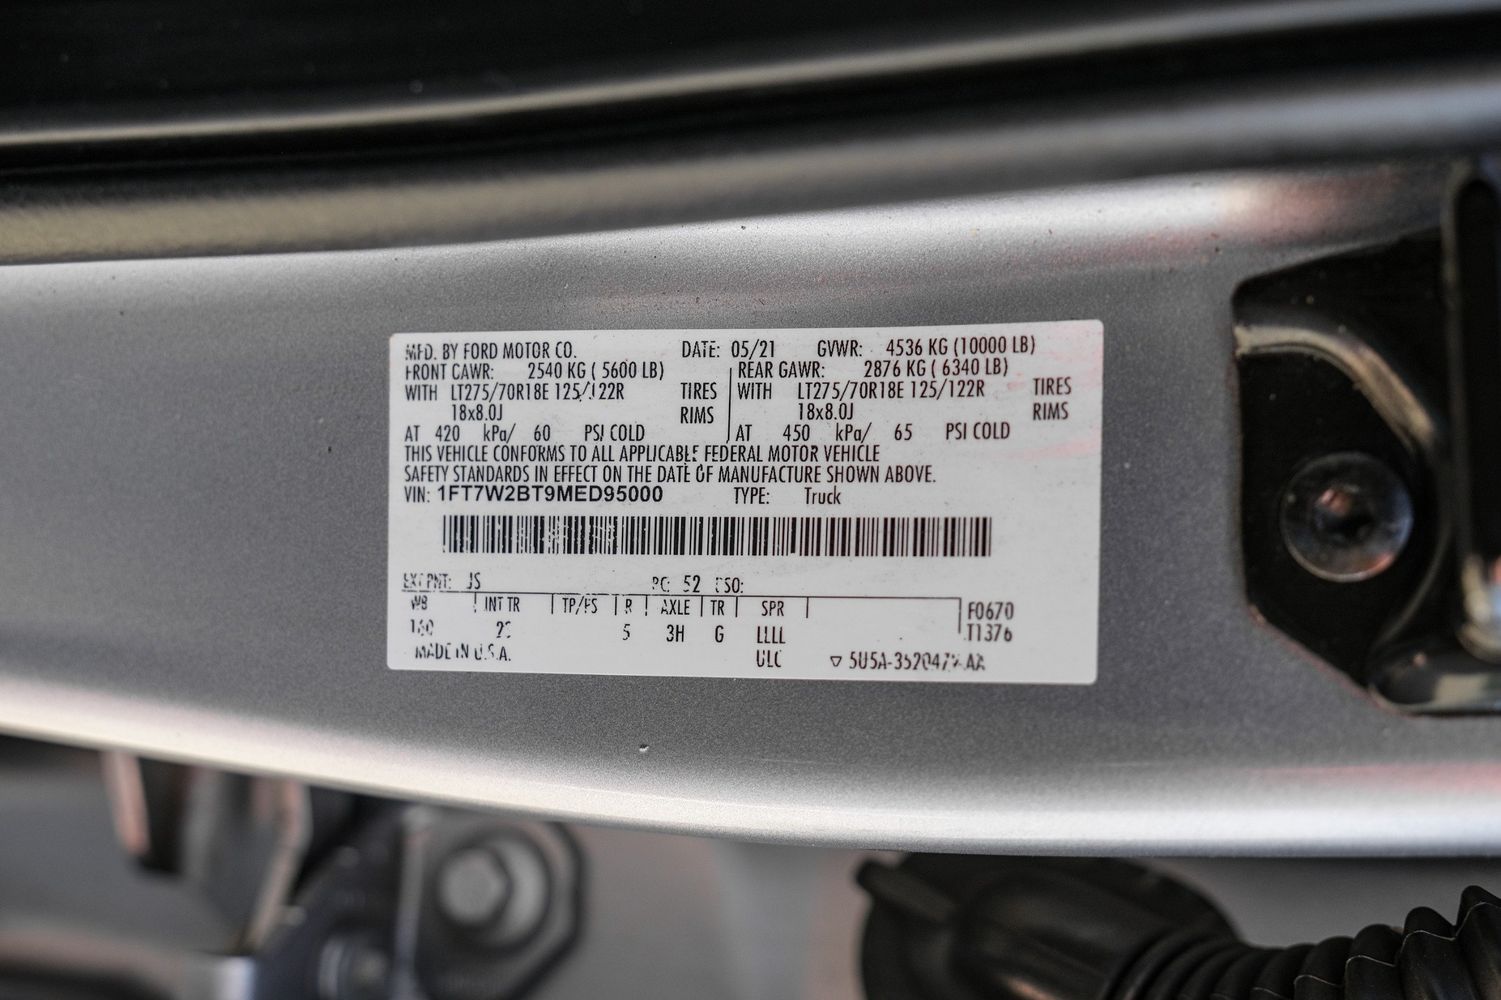 MFD. BY FORD MOTOR CO. DATE: 05/21 GVWR: 4536 KG (10000 LB)
FRONT GAWR: 2540 KG ( 5600 LB) REAR GAWR: 2876 KG ( 6340 LB)
WITH LT275/70R18E 125/122R TIRES WITH LT275/70R18E 125/122R TIRES
18x8.0J RIMS 18x8.0J RIMS
AT 420 kPa/ 60 PSI COLD AT 450 kPa/ 65 PSI COLD
THIS VEHICLE CONFORMS TO ALL APPLICABLE FEDERAL MOTOR VEHICLE
SAFETY STANDARDS IN EFFECT ON THE DATE OF MANUFACTURE SHOWN ABOVE.
VIN: 1FT7W2BT9MED95000 TYPE: Truck
EXT PNT: JS RC: 52 DSO:
WB INT TR TP/PS R AXLE TR SPR F0670
160 5 3H G LLLL T1376
MADE IN U.S.A.